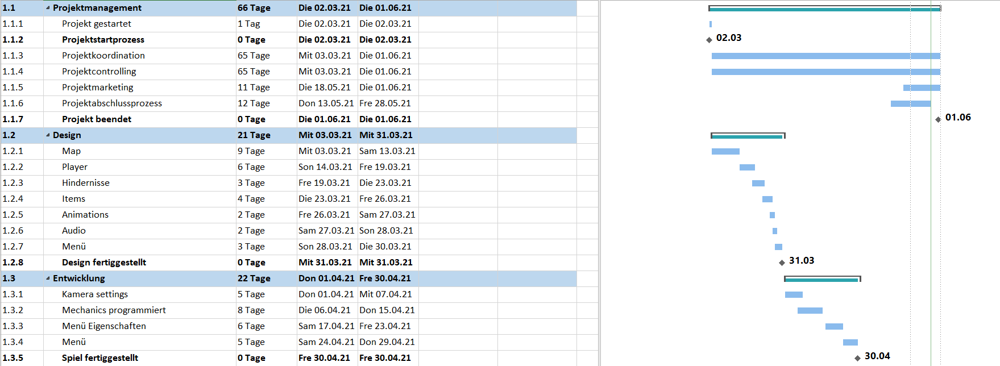 1.1 Projektmanagement 66 Tage Die 02.03.21 Die 01.06.21
1.1.1 Projekt gestartet 1 Tag Die 02.03.21 Die 02.03.21
1.1.2 Projektstartprozess 0 Tage Die 02.03.21 Die 02.03.21 02.03
1.1.3 Projektkoordination 65 Tage Mit 03.03.21 Die 01.06.21
1.1.4 Projektcontrolling 65 Tage Mit 03.03.21 Die 01.06.21
1.1.5 Projektmarketing 11 Tage Die 18.05.21 Die 01.06.21
1.1.6 Projektabschlussprozess 12 Tage Don 13.05.21 Fre 28.05.21
1.1.7 Projekt beendet 0 Tage Die 01.06.21 Die 01.06.21 01.06
1.2 Design 21 Tage Mit 03.03.21 Mit 31.03.21
1.2.1 Map 9 Tage Mit 03.03.21 Sam 13.03.21
1.2.2 Player 6 Tage Son 14.03.21 Fre 19.03.21
1.2.3 Hindernisse 3 Tage Fre 19.03.21 Die 23.03.21
1.2.4 Items 4 Tage Die 23.03.21 Fre 26.03.21
1.2.5 Animations 2 Tage Fre 26.03.21 Sam 27.03.21
1.2.6 Audio 2 Tage Sam 27.03.21 Son 28.03.21
1.2.7 Menü 3 Tage Son 28.03.21 Die 30.03.21
1.2.8 Design fertiggestellt 0 Tage Mit 31.03.21 Mit 31.03.21 31.03
1.3 Entwicklung 22 Tage Don 01.04.21 Fre 30.04.21
1.3.1 Kamera settings 5 Tage Don 01.04.21 Mit 07.04.21
1.3.2 Mechanics programmiert 8 Tage Die 06.04.21 Don 15.04.21
1.3.3 Menü Eigenschaften 6 Tage Sam 17.04.21 Fre 23.04.21
1.3.4 Menü 5 Tage Sam 24.04.21 Don 29.04.21
1.3.5 Spiel fertiggestellt 0 Tage Fre 30.04.21 Fre 30.04.21 30.04